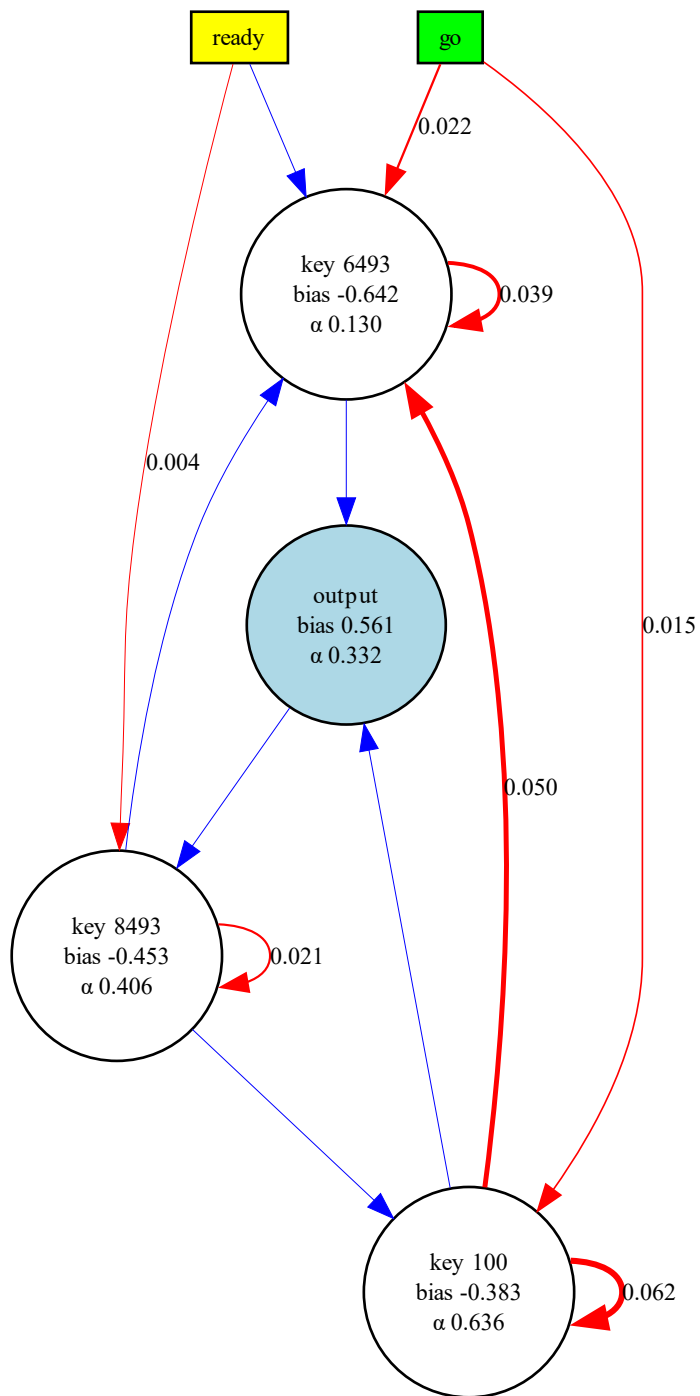 ready
go
0.022
key 6493
bias -0.642
α 0.130
0.039
0.004
output
bias 0.561
α 0.332
0.015
0.050
key 8493
bias -0.453
α 0.406
0.021
key 100
bias -0.383
α 0.636
0.062